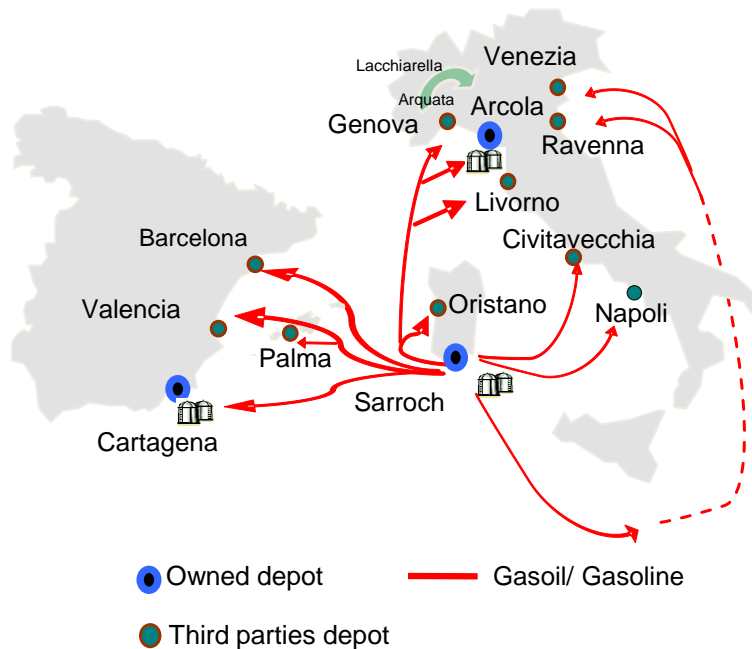 Venezia
Lacchiarella
Arquata
Arcola
Genova
Ravenna
Livorno
Barcelona
Civitavecchia
Valencia
Oristano
Napoli
Palma
Sarroch
Cartagena
Owned depot
Gasoil/ Gasoline
Third parties depot